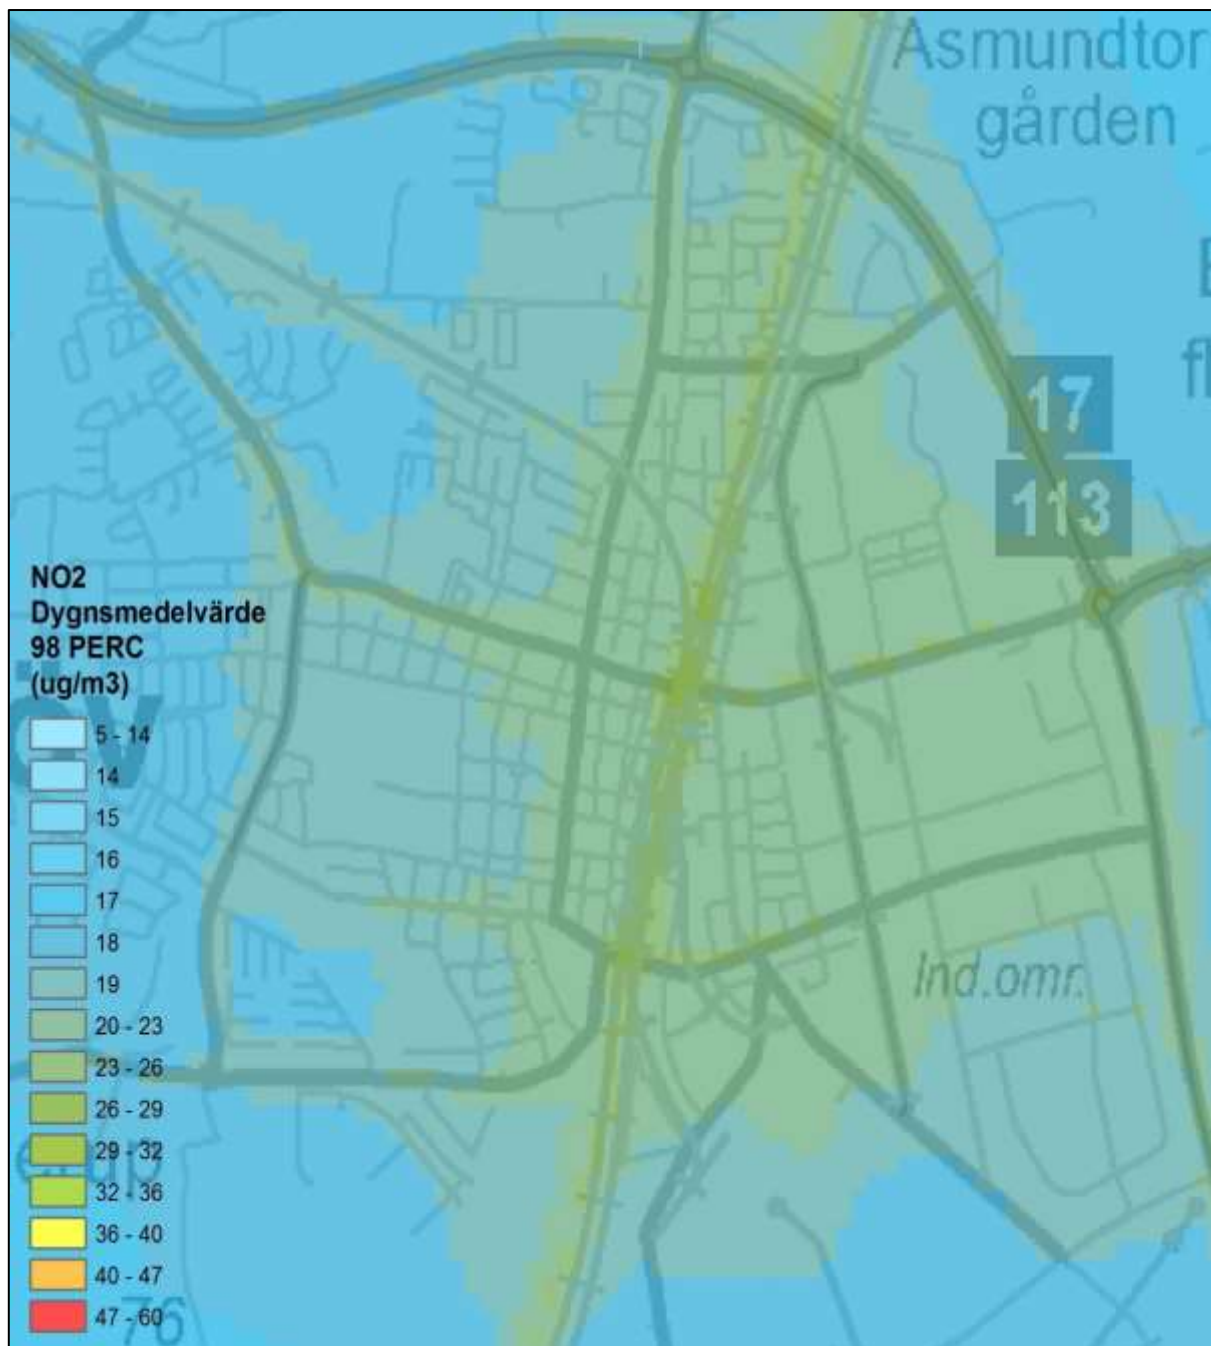 Asmundtor
gården
17
113
NO2
Dygnsmedelvärde
98 PERC
(ug/m3)
5 - 14
14
15
16
17
18
19
20 - 23
23 - 26
26 - 29
29 - 32
32 - 36
36 - 40
40 - 47
47 - 60
Ind.omr.
76